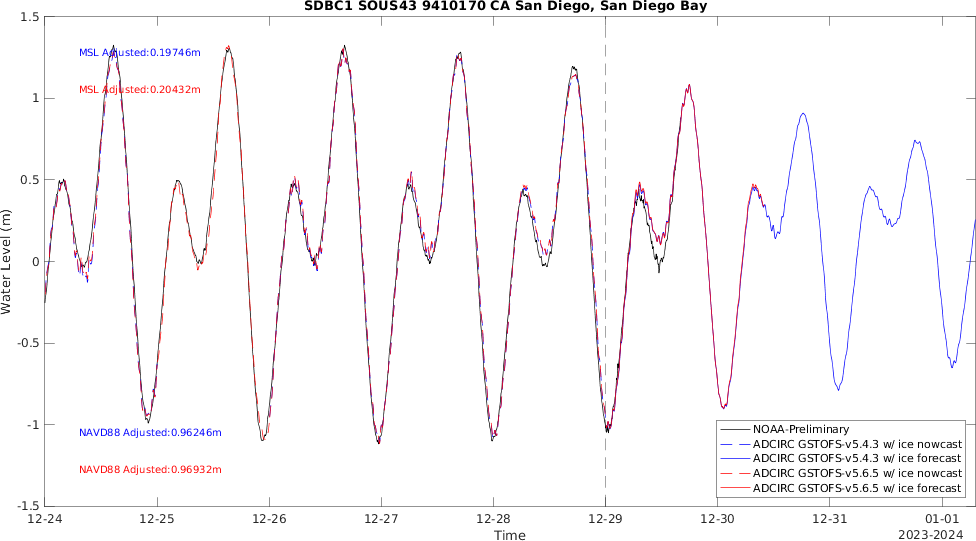 SDBC1 SOUS43 9410170 CA San Diego, San Diego Bay
1.5
MSL Adjusted:0.19746m
MSL Adjusted:0.20432m
1
0.5
0
Water Level (m)
-0.5
-1
NAVD88 Adjusted:0.96246m
NAVD88 Adjusted:0.96932m
-1.5
NOAA-Preliminary
ADCIRC GSTOFS-v5.4.3 w/ ice nowcast
ADCIRC GSTOFS-v5.4.3 w/ ice forecast
ADCIRC GSTOFS-v5.6.5 w/ ice nowcast
ADCIRC GSTOFS-v5.6.5 w/ ice forecast
12-24 12-25 12-26 12-27 12-28 12-29 12-30 12-31 01-01
Time
2023-2024